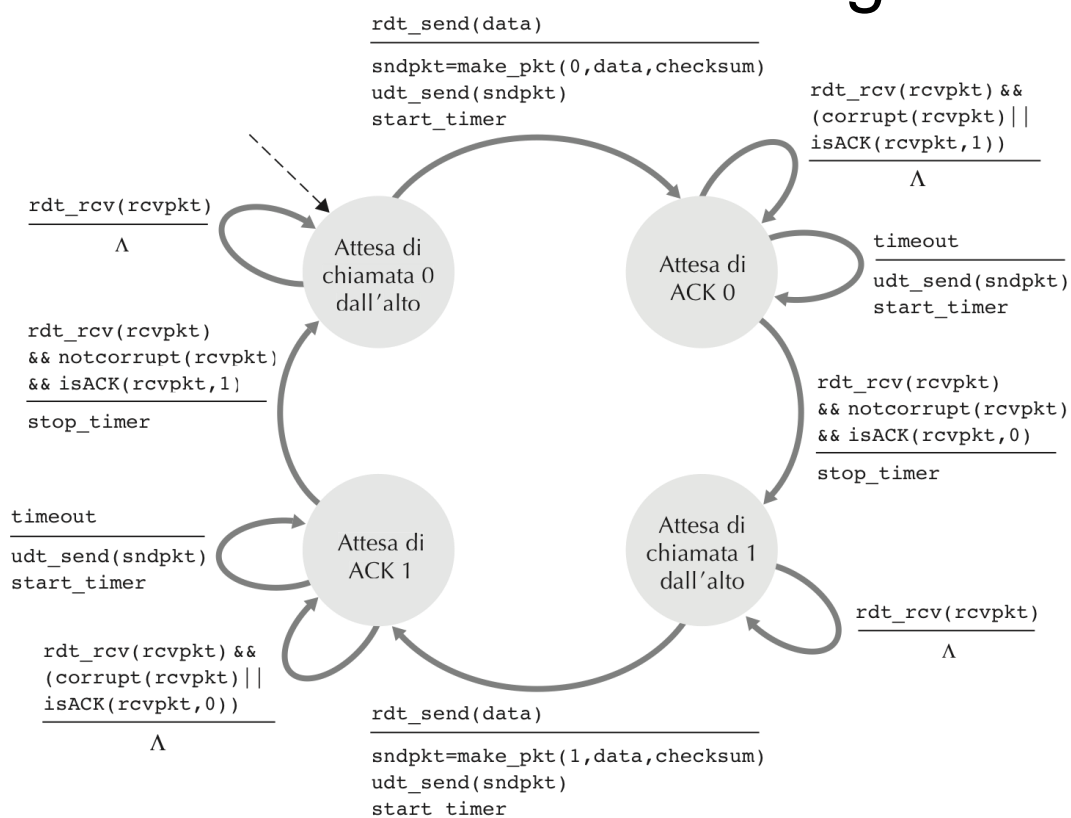 g
rdt_send(data)
sndpkt=make_pkt(0,data,checksum)
udt_send(sndpkt)
start_timer
rdt_rcv(rcvpkt) &&
(corrupt(rcvpkt)||
isACK(rcvpkt,1))
Λ
rdt_rcv(rcvpkt)
Λ
Attesa di
chiamata 0
dall'alto
Attesa di
ACK 0
timeout
udt_send(sndpkt)
start_timer
rdt_rcv(rcvpkt)
&& notcorrupt(rcvpkt)
&& isACK(rcvpkt,1)
stop_timer
rdt_rcv(rcvpkt)
&& notcorrupt(rcvpkt)
&& isACK(rcvpkt,0)
stop_timer
timeout
udt_send(sndpkt)
start_timer
Attesa di
ACK 1
Attesa di
chiamata 1
dall'alto
rdt_rcv(rcvpkt)
Λ
rdt_rcv(rcvpkt) &&
(corrupt(rcvpkt)||
isACK(rcvpkt,0))
Λ
rdt_send(data)
sndpkt=make_pkt(1,data,checksum)
udt_send(sndpkt)
start_timer